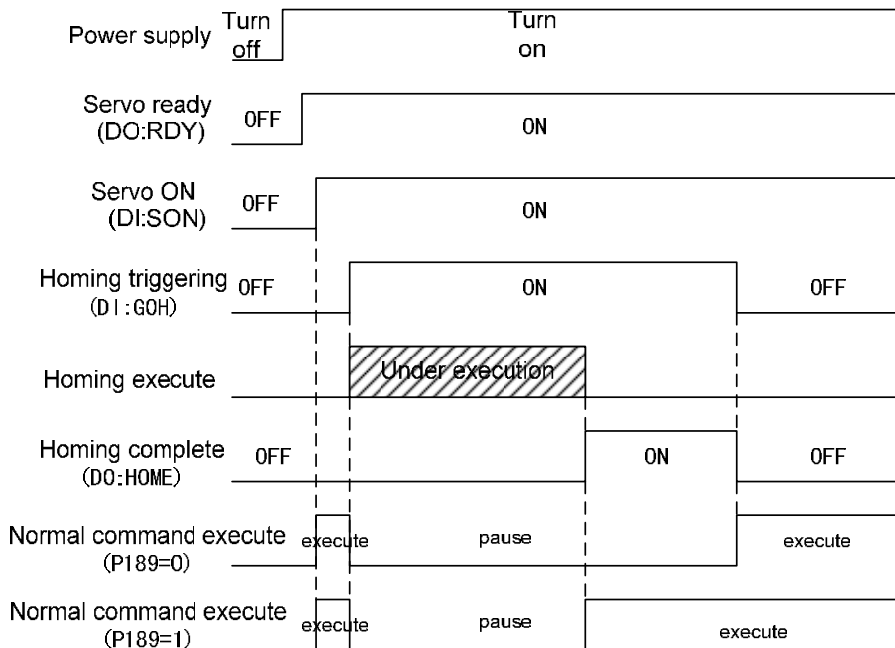 Power supply
Turn
off
Turn
on
Servo ready
(DO:RDY)
OFF
ON
Servo ON
(DI:SON)
OFF
ON
Homing triggering
(DI:GOH)
OFF
ON
OFF
Homing execute
Under execution
Homing complete
(DO:HOME)
OFF
ON
OFF
Normal command execute
(P189=0)
execute
pause
execute
Normal command execute
(P189=1)
execute
pause
execute